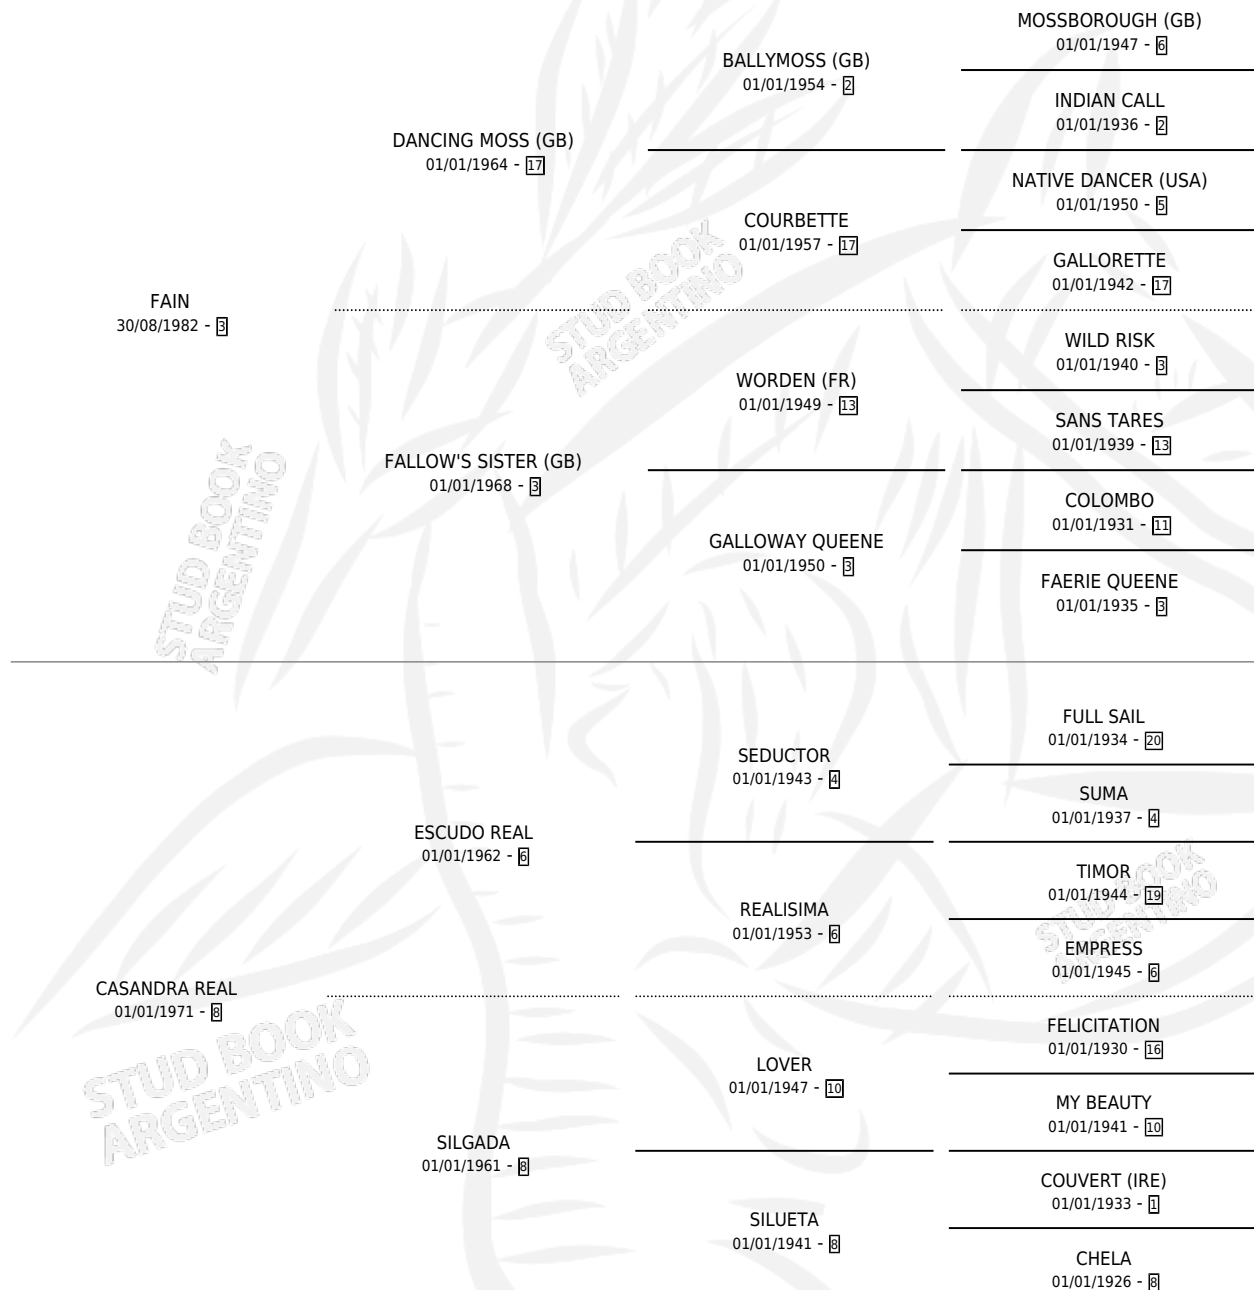 MOSSBOROUGH (GB)
01/01/1947 - 6
BALLYMOSS (GB)
01/01/1954 - 2
INDIAN CALL
01/01/1936 - 2
DANCING MOSS (GB)
01/01/1964 - 17
NATIVE DANCER (USA)
01/01/1950 - 5
COURBETTE
01/01/1957 - 17
GALLORETTE
01/01/1942 - 17
STUD BOOK
ARGENTINO
FAIN
30/08/1982 - 3
WILD RISK
01/01/1940 - 3
WORDEN (FR)
01/01/1949 - 13
SANS TARES
01/01/1939 - 13
FALLOW'S SISTER (GB)
01/01/1968 - 3
COLOMBO
01/01/1931 - 11
GALLOWAY QUEENE
01/01/1950 - 3
FAERIE QUEENE
01/01/1935 - 3
STUD BOOK
ARGENTINO
FULL SAIL
01/01/1934 - 20
SEDUCTOR
01/01/1943 - 4
SUMA
01/01/1937 - 4
ESCUDO REAL
01/01/1962 - 6
TIMOR
01/01/1944 - 19
REALISIMA
01/01/1953 - 6
EMPRESS
01/01/1945 - 6
STUD BOOK
ARGENTINO
CASANDRA REAL
01/01/1971 - 8
FELICITATION
01/01/1930 - 16
LOVER
01/01/1947 - 10
MY BEAUTY
01/01/1941 - 10
STUD BOOK
ARGENTINO
SILGADA
01/01/1961 - 8
COUVERT (IRE)
01/01/1933 - 1
SILUETA
01/01/1941 - 8
CHELA
01/01/1926 - 8